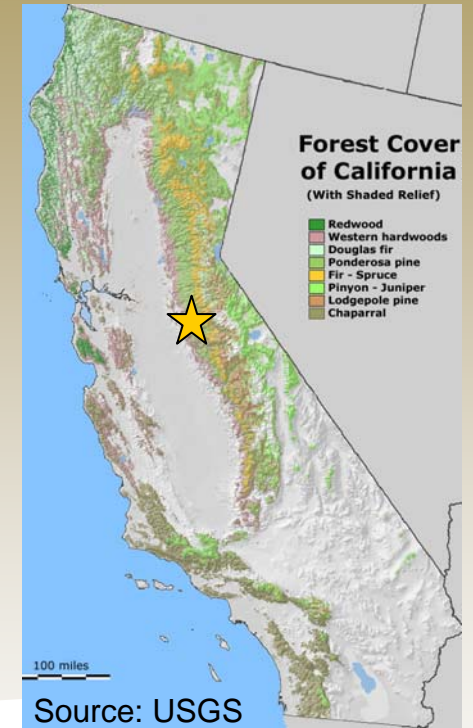 Forest Cover
of California
(With Shaded Relief)
Redwood
Western hardwoods
Douglas fir
Ponderosa pine
Fir - Spruce
Pinyon - Juniper
Lodgepole pine
Chaparral
100 miles
Source: USGS